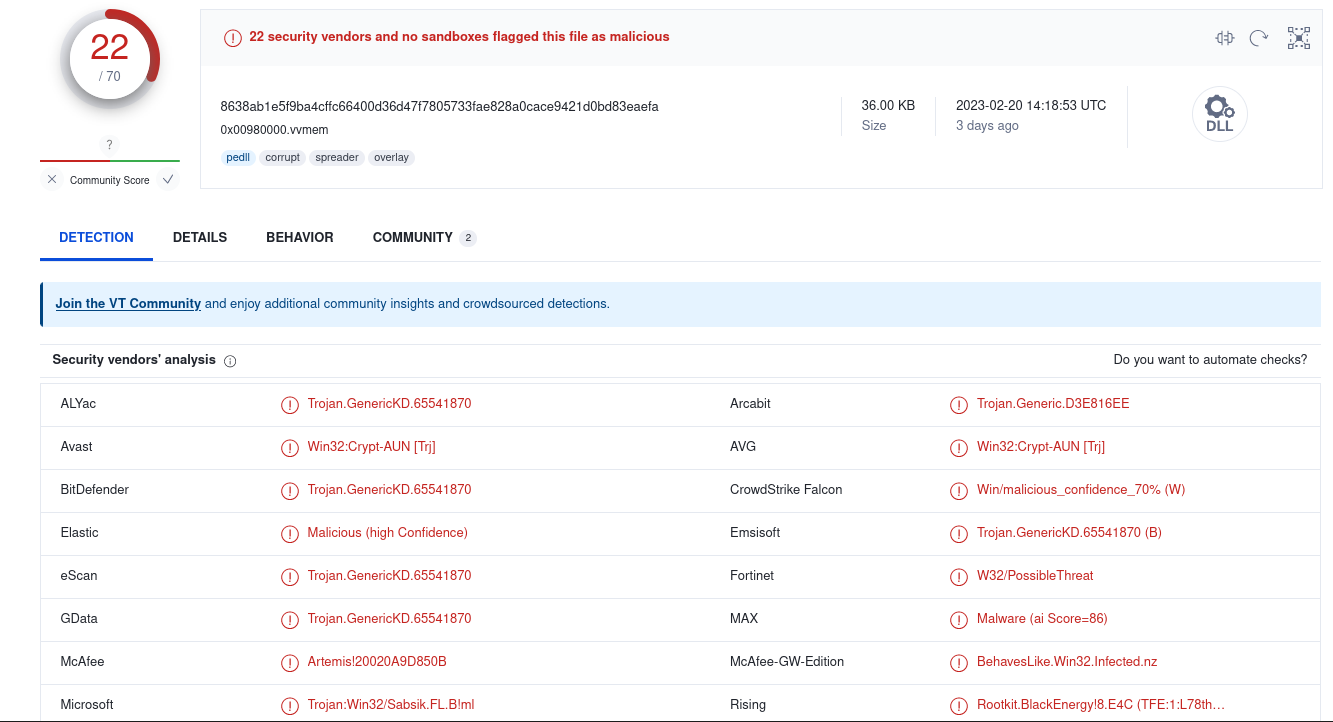 22
/ 70
?
Community Score
22 security vendors and no sandboxes flagged this file as malicious
8638ab1e5f9ba4cffc66400d36d47f7805733fae828a0cace9421d0bd83eaefa
0x00980000.vvmem
pedll corrupt spreader overlay
36.00 KB
Size
2023-02-20 14:18:53 UTC
3 days ago
DLL
DETECTION DETAILS BEHAVIOR COMMUNITY 2
Join the VT Community and enjoy additional community insights and crowdsourced detections.
Security vendors' analysis Do you want to automate checks?
ALYac Trojan.GenericKD.65541870 Arcabit Trojan.Generic.D3E816EE
Avast Win32:Crypt-AUN [Trj] AVG Win32:Crypt-AUN [Trj]
BitDefender Trojan.GenericKD.65541870 CrowdStrike Falcon Win/malicious_confidence_70% (W)
Elastic Malicious (high Confidence) Emsisoft Trojan.GenericKD.65541870 (B)
eScan Trojan.GenericKD.65541870 Fortinet W32/PossibleThreat
GData Trojan.GenericKD.65541870 MAX Malware (ai Score=86)
McAfee Artemis!20020A9D850B McAfee-GW-Edition BehavesLike.Win32.Infected.nz
Microsoft Trojan:Win32/Sabsik.FL.B!ml Rising Rootkit.BlackEnergy!8.E4C (TFE:1:L78th…